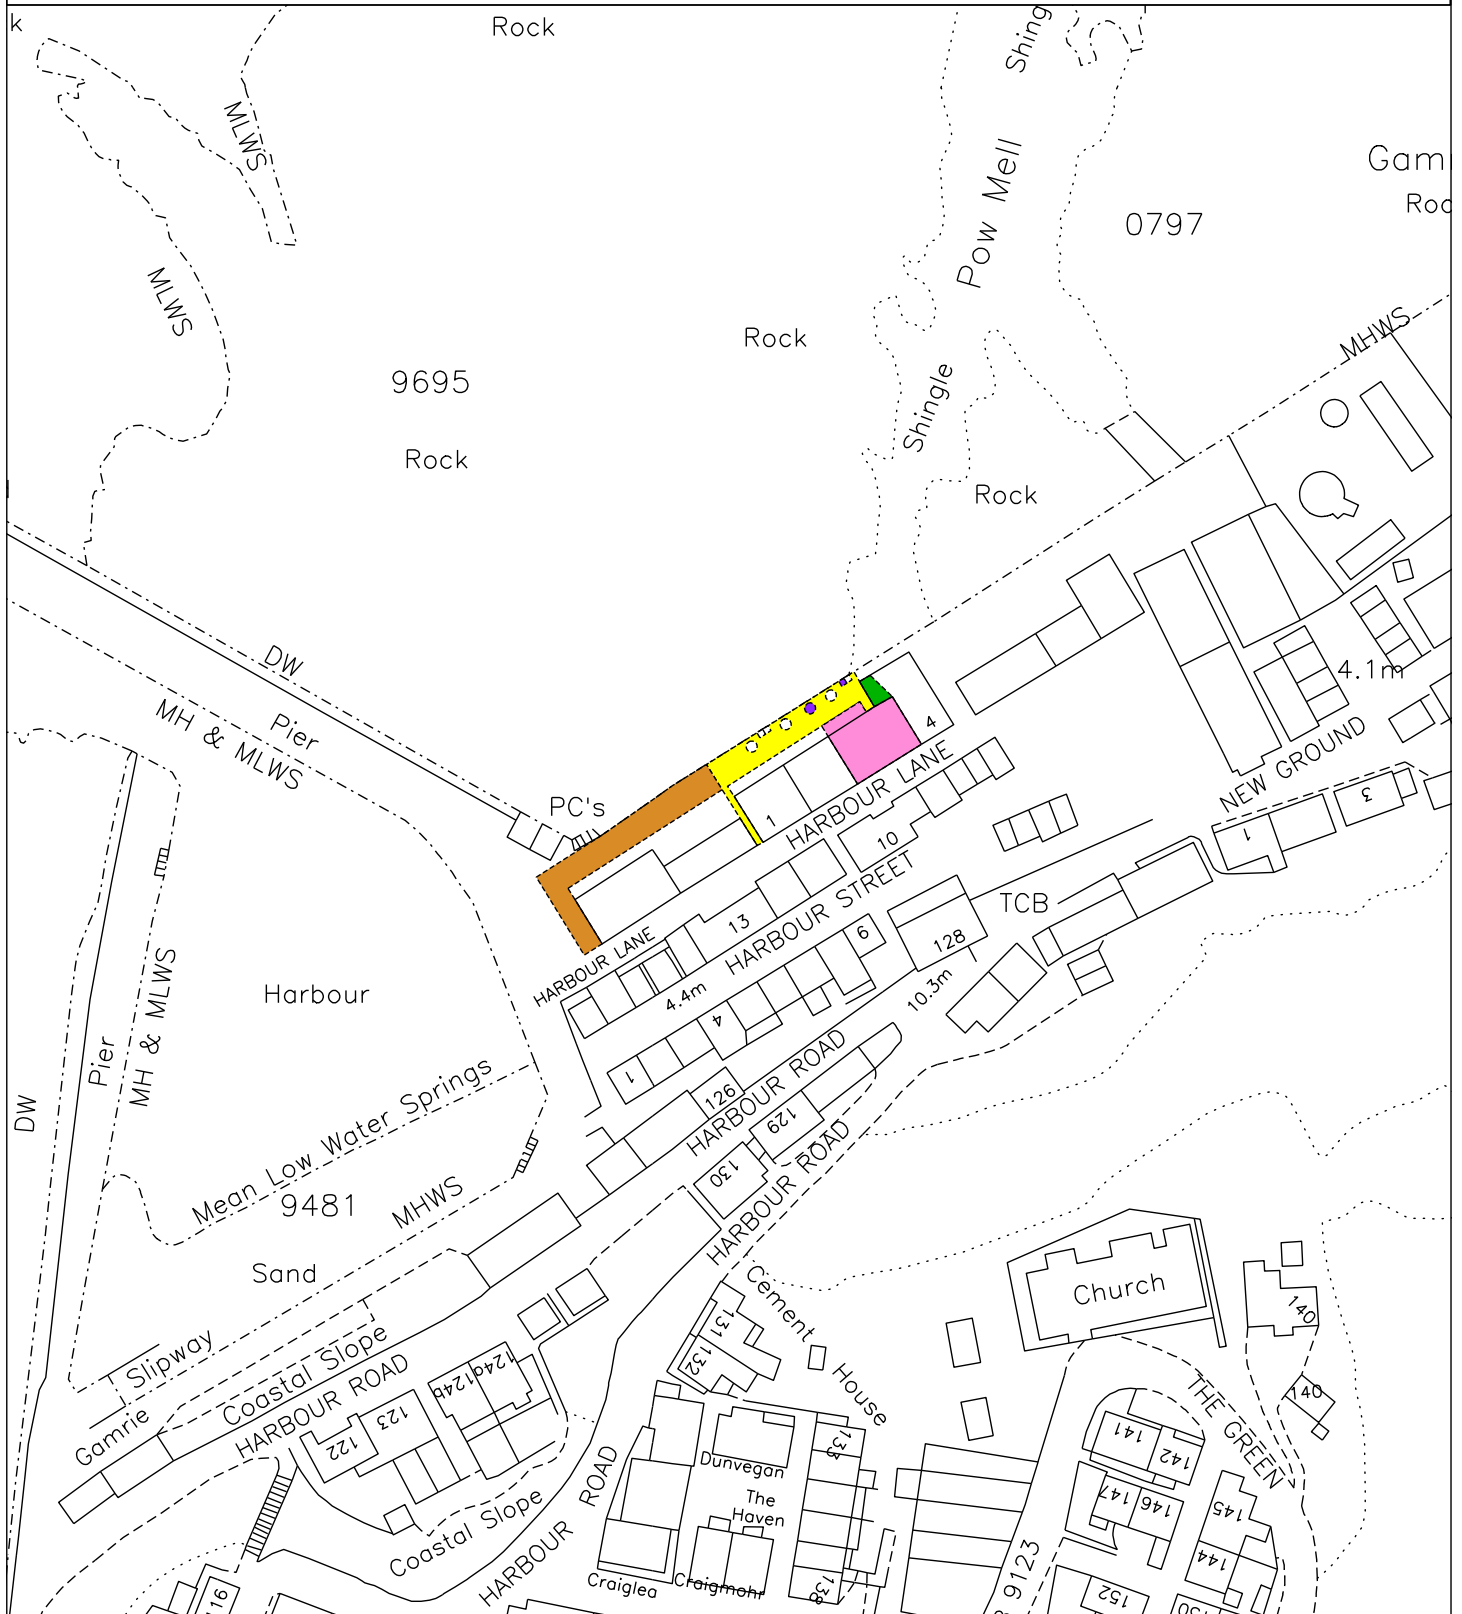 k
Rock
Shing
MLWS
Pow Mell
Gam
Roc
0797
MLWS
Rock
MHWS
9695
Shingle
Rock
Rock
DW
4.1m
MH & MLWS
Pier
4
HARBOUR LANE
NEW GROUND
PC's
1
10
3
1
HARBOUR STREET
TCB
13
6
128
HARBOUR LANE
4.4m
10.3m
Harbour
MH & MLWS
Pier
DW
4
1
HARBOUR ROAD
126
129
130
HARBOUR ROAD
Mean Low Water Springs
9481
MHWS
Sand
Church
140
Cement House
131
132
Slipway
Coastal Slope
HARBOUR ROAD
Gamrie
124a
124b
123
122
140
THE GREEN
141
142
133
Dunvegan
The
Haven
147
146
145
144
ROAD
HARBOUR
Coastal Slope
Craiglea
Craigmohr
138
9123
152
150
116